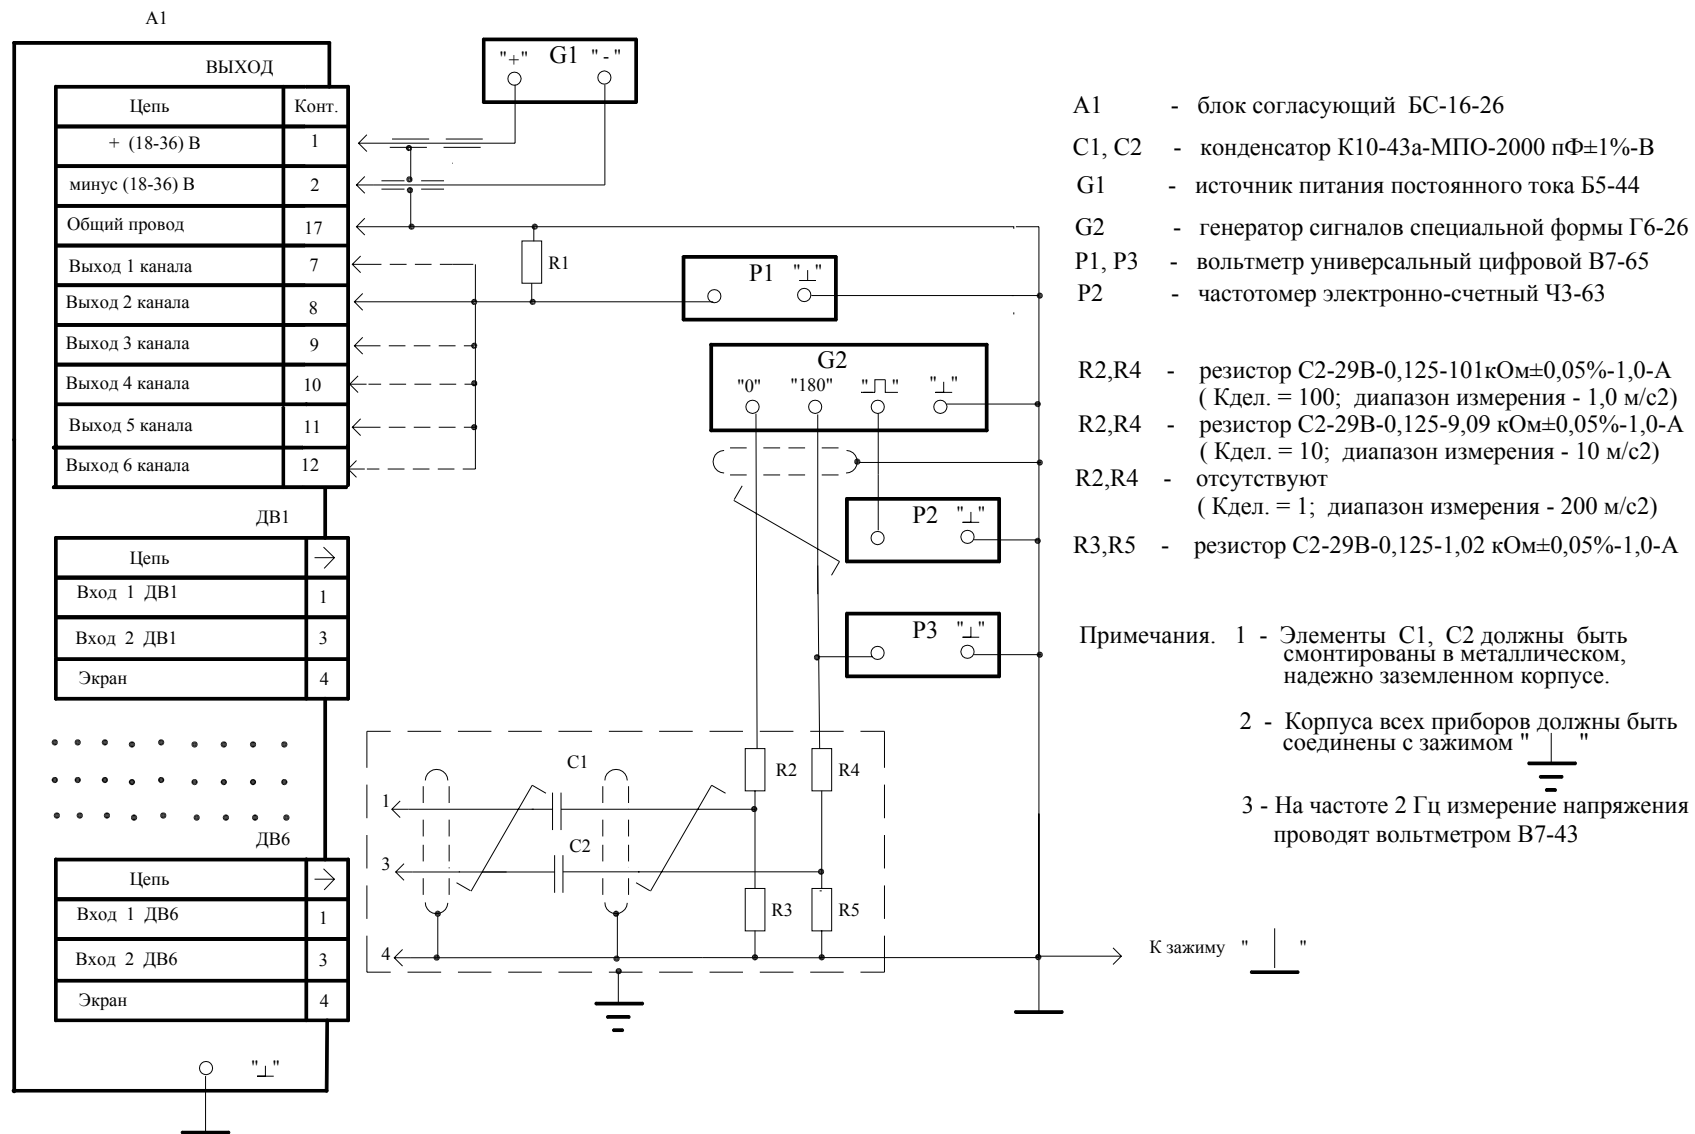 А1
ВЫХОД
Цепь Конт.
+ (18-36) В 1
минус (18-36) В 2
Общий провод 17
Выход 1 канала 7
Выход 2 канала 8
Выход 3 канала 9
Выход 4 канала 10
Выход 5 канала 11
Выход 6 канала 12
ДВ1
Цепь
Вход 1 ДВ1 1
Вход 2 ДВ1 3
Экран 4
ДВ6
Цепь
Вход 1 ДВ6 1
Вход 2 ДВ6 3
Экран 4
"⊥"
"+" G1 "-"
R1
P1 "⊥"
G2
"0" "180" "⎍" "⊥"
P2 "⊥"
P3 "⊥"
C1
R2 R4
1
C2
3
R3 R5
4
К зажиму "⊥"
А1 - блок согласующий БС-16-26
С1, С2 - конденсатор К10-43а-МПО-2000 пФ±1%-В
G1 - источник питания постоянного тока Б5-44
G2 - генератор сигналов специальной формы Г6-26
Р1, Р3 - вольтметр универсальный цифровой В7-65
Р2 - частотомер электронно-счетный Ч3-63
R2,R4 - резистор С2-29В-0,125-101кОм±0,05%-1,0-А
( Кдел. = 100; диапазон измерения - 1,0 м/с2)
R2,R4 - резистор С2-29В-0,125-9,09 кОм±0,05%-1,0-А
( Кдел. = 10; диапазон измерения - 10 м/с2)
R2,R4 - отсутствуют
( Кдел. = 1; диапазон измерения - 200 м/с2)
R3,R5 - резистор С2-29В-0,125-1,02 кОм±0,05%-1,0-А
Примечания. 1 - Элементы С1, С2 должны быть
смонтированы в металлическом,
надежно заземленном корпусе.
2 - Корпуса всех приборов должны быть
соединены с зажимом "⏚"
3 - На частоте 2 Гц измерение напряжения
проводят вольтметром В7-43